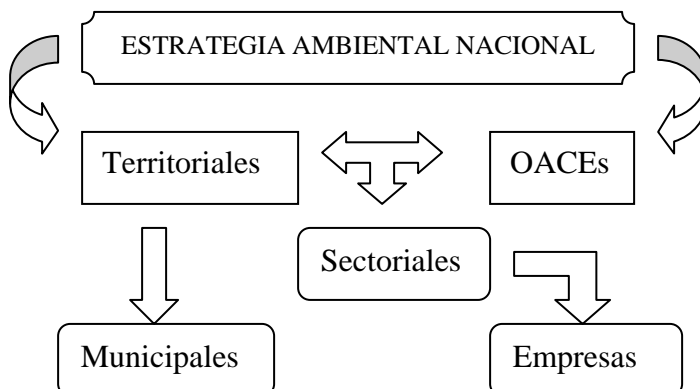 ESTRATEGIA AMBIENTAL NACIONAL
Territoriales
OACEs
Sectoriales
Municipales
Empresas